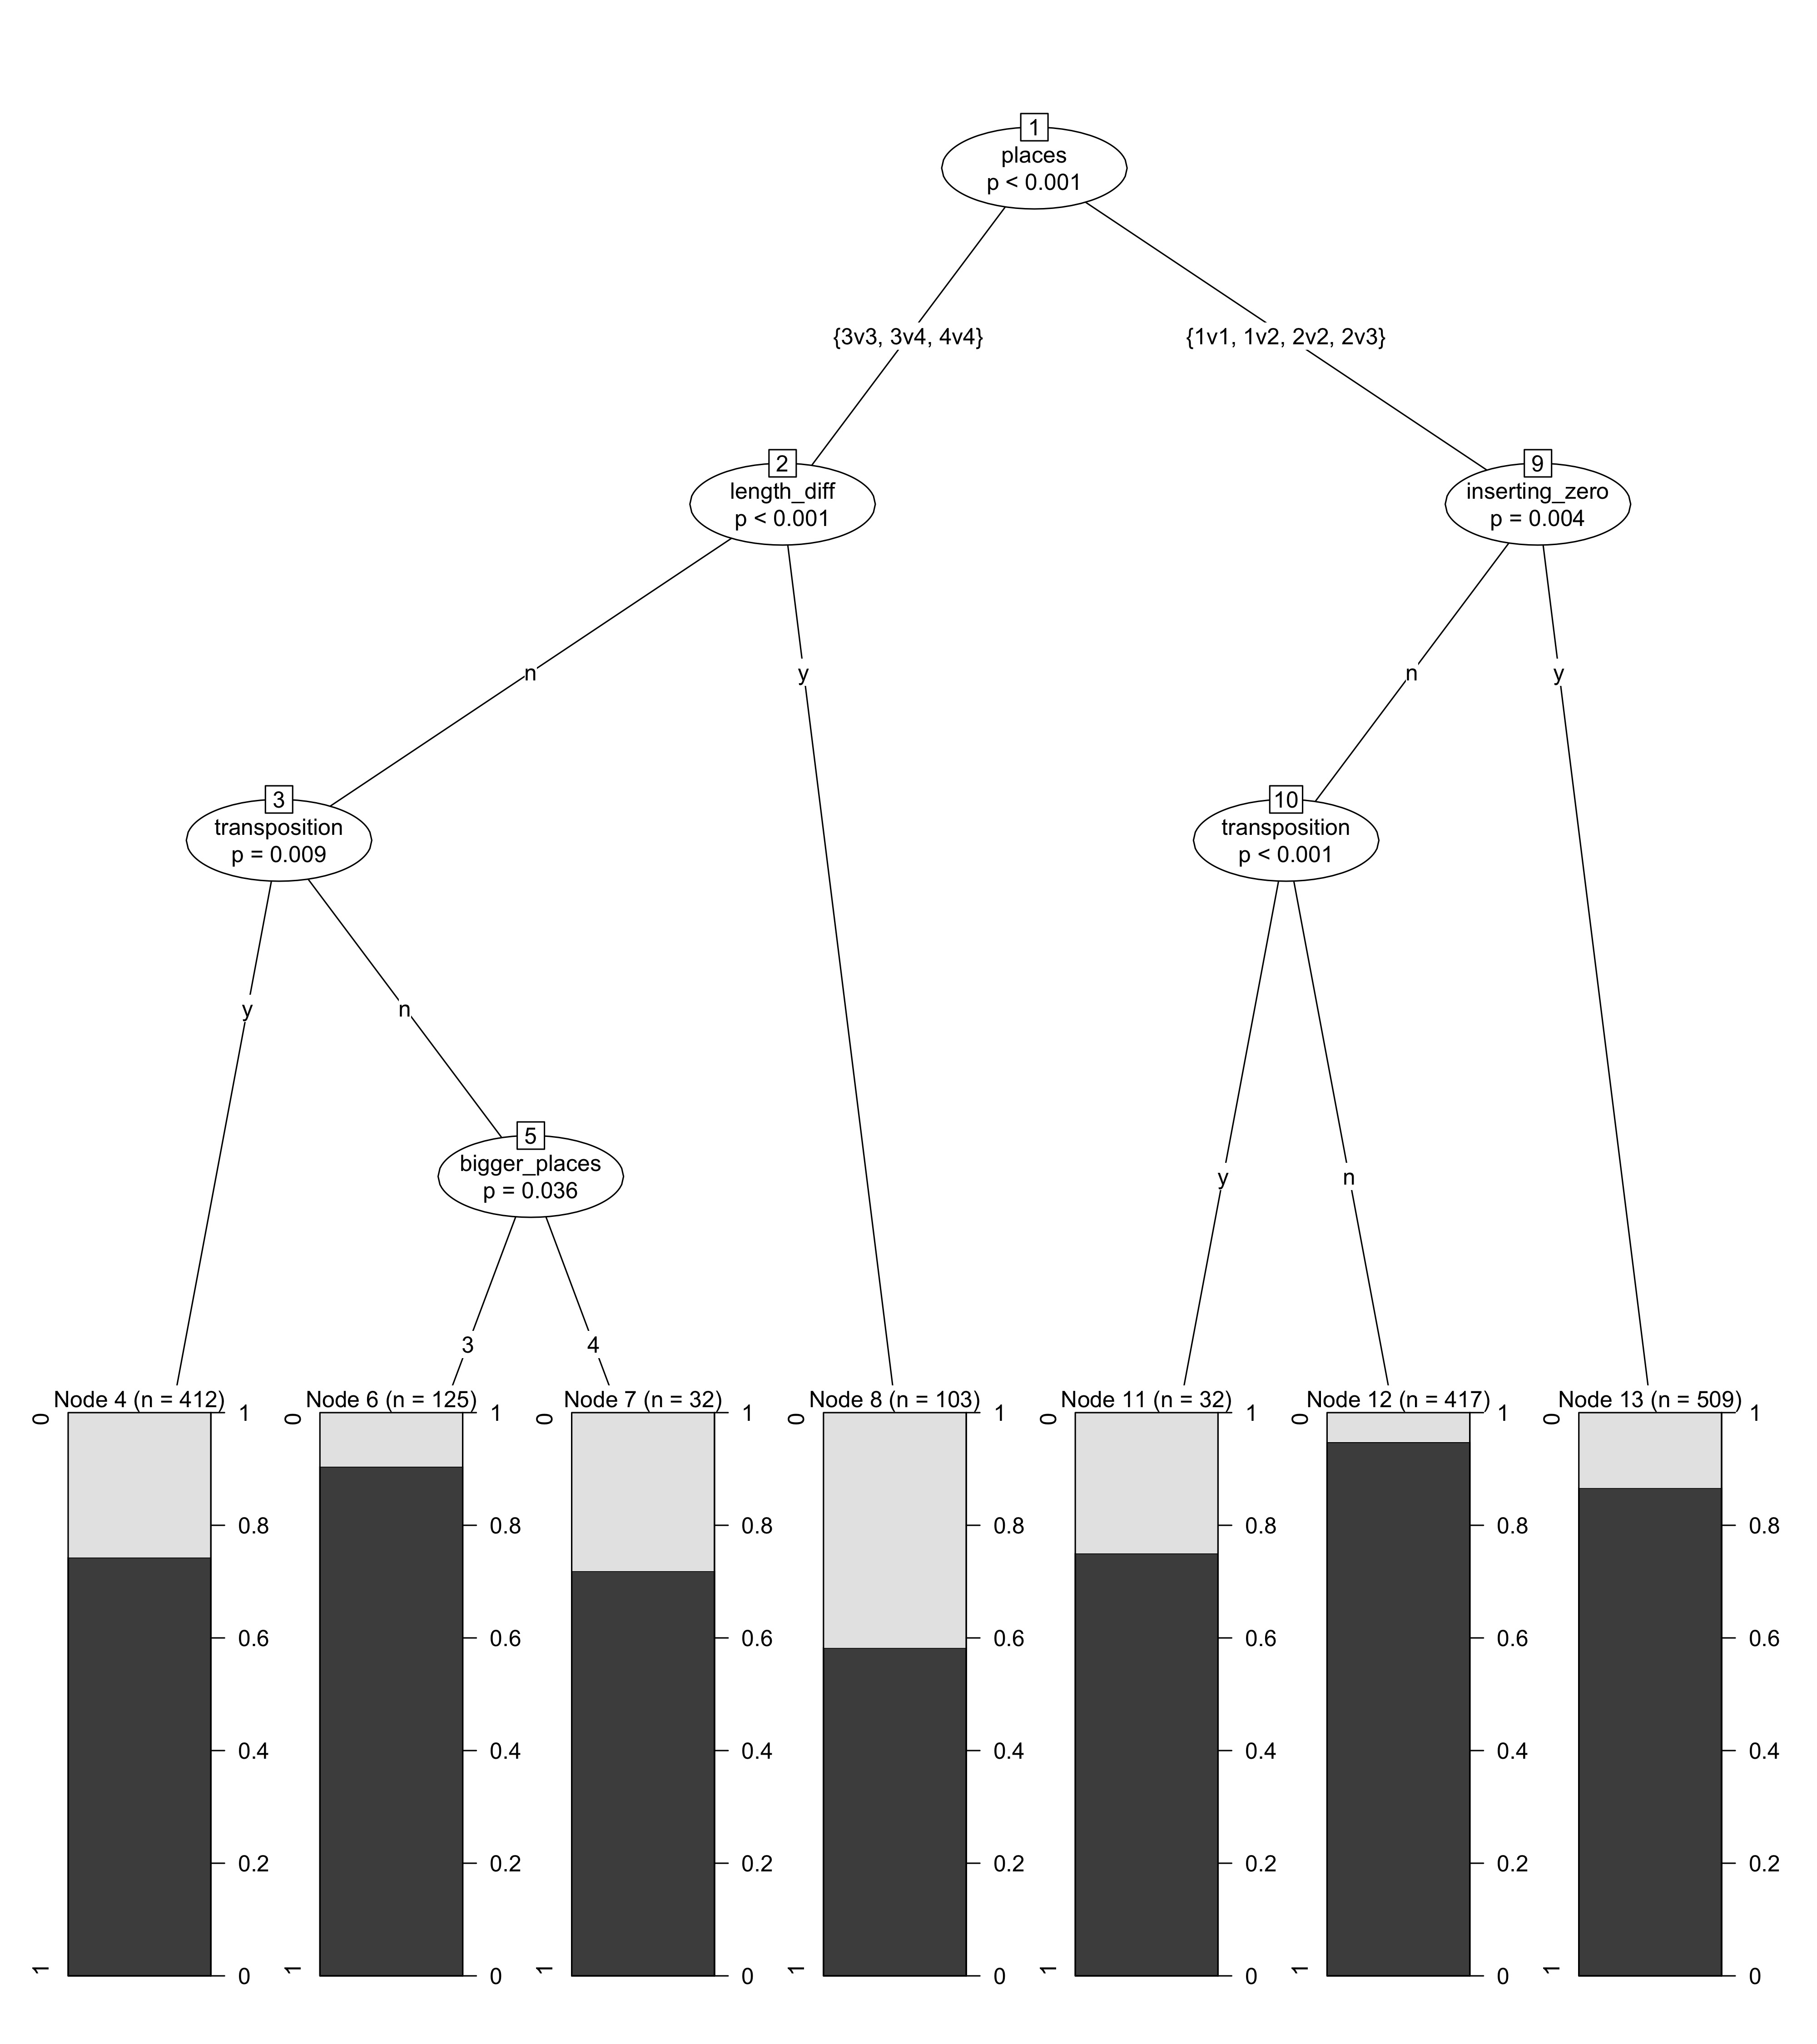 1
places
p < 0.001
{3v3, 3v4, 4v4}
{1v1, 1v2, 2v2, 2v3}
2
length_diff
p < 0.001
9
inserting_zero
p = 0.004
n
y
n
y
3
transposition
p = 0.009
10
transposition
p < 0.001
y
n
5
bigger_places
p = 0.036
y
n
3
4
Node 4 (n = 412)
0
1
1
0.8
0.6
0.4
0.2
0
Node 6 (n = 125)
0
1
1
0.8
0.6
0.4
0.2
0
Node 7 (n = 32)
0
1
1
0.8
0.6
0.4
0.2
0
Node 8 (n = 103)
0
1
1
0.8
0.6
0.4
0.2
0
Node 11 (n = 32)
0
1
1
0.8
0.6
0.4
0.2
0
Node 12 (n = 417)
0
1
1
0.8
0.6
0.4
0.2
0
Node 13 (n = 509)
0
1
1
0.8
0.6
0.4
0.2
0